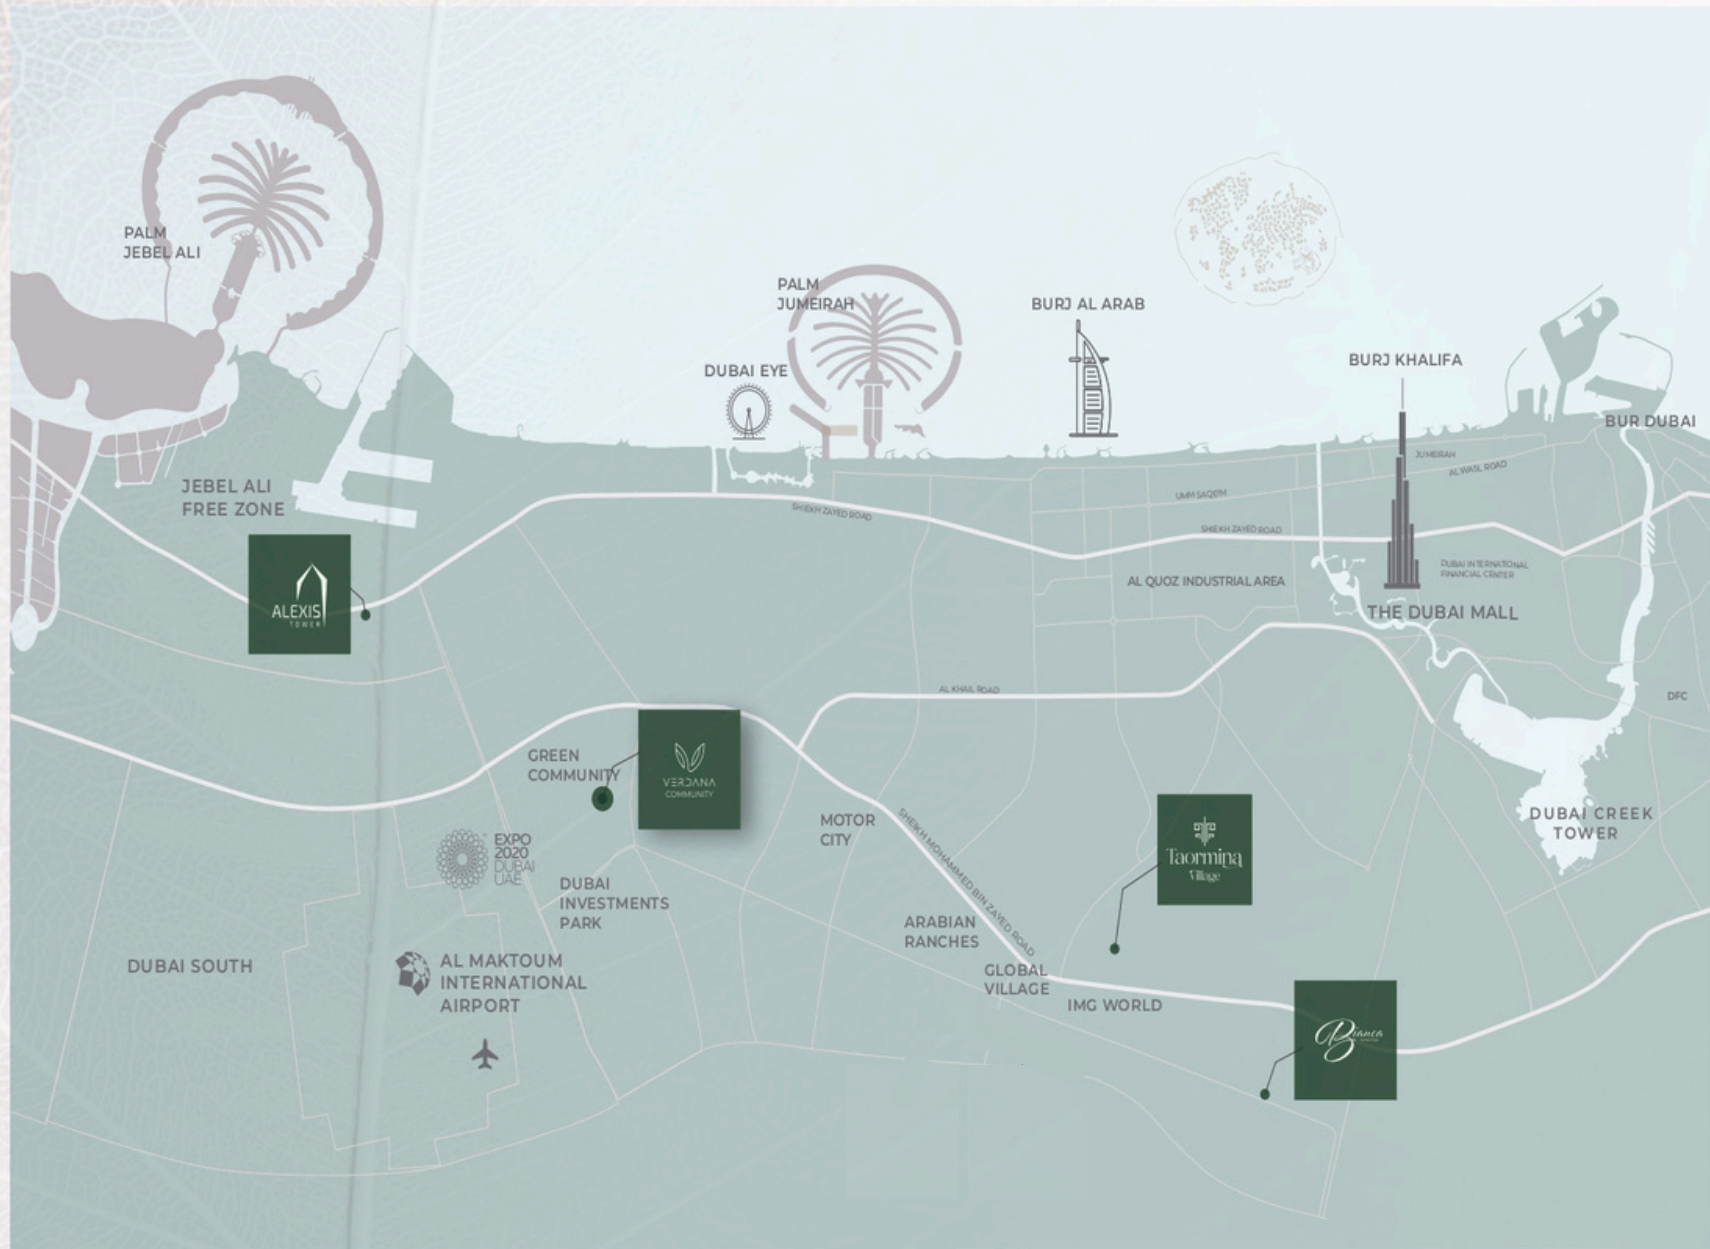 PALM
JEBEL ALI
PALM
JUMEIRAH
BURJ AL ARAB
DUBAI EYE
BURJ KHALIFA
BUR DUBAI
JUMEIRAH
AL WASL ROAD
JEBEL ALI
FREE ZONE
UMM SAQEIM
SHIEKH ZAYED ROAD
SHIEKH ZAYED ROAD
DUBAI INTERNATIONAL
FINANCIAL CENTER
AL QUOZ INDUSTRIAL AREA
THE DUBAI MALL
ALEXIS
TOWER
AL KHAIL ROAD
DFC
GREEN
COMMUNITY
VERDANA
COMMUNITY
MOTOR
CITY
SHEIKH MOHAMMED BIN ZAYED ROAD
DUBAI CREEK
TOWER
EXPO
2020
DUBAI
UAE
Taormina
Village
DUBAI
INVESTMENTS
PARK
ARABIAN
RANCHES
DUBAI SOUTH
AL MAKTOUM
INTERNATIONAL
AIRPORT
GLOBAL
VILLAGE
IMG WORLD
Bianca